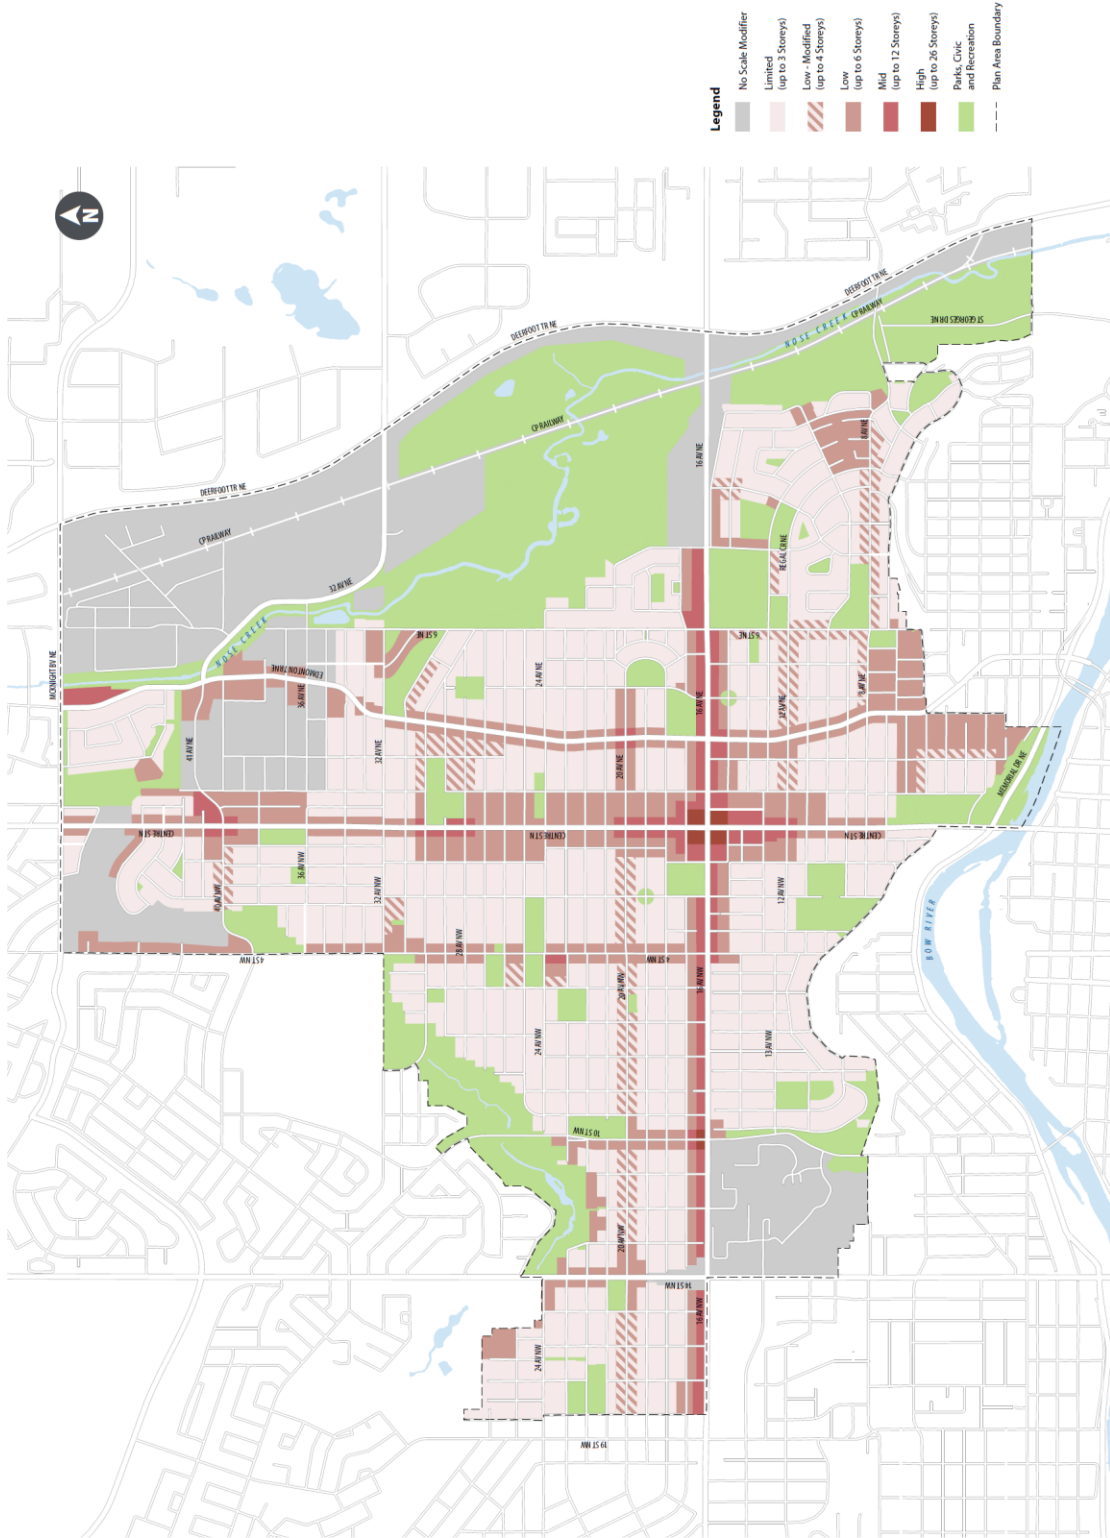 Legend
No Scale Modifier
Limited
(up to 3 Storeys)
Low - Modified
(up to 4 Storeys)
Low
(up to 6 Storeys)
Mid
(up to 12 Storeys)
High
(up to 26 Storeys)
Parks, Civic
and Recreation
Plan Area Boundary
N
DEERFOOT TR NE
CP RAILWAY
NOSE CREEK
ST GEORGES DR NE
DEERFOOT TR NE
CP RAILWAY
16 AV NE
8 AV NE
DEERFOOT TR NE
CP RAILWAY
REGAL CR NE
32 AV NE
NOSE CREEK
6 ST NE
6 ST NE
MCKNIGHT BV NE
EDMONTON TR NE
36 AV NE
24 AV NE
16 AV NE
12 AV NE
41 AV NE
32 AV NE
20 AV NE
MEMORIAL DR NE
CENTRE ST N
CENTRE ST N
CENTRE ST N
40 AV NW
36 AV NW
32 AV NW
12 AV NW
BOW RIVER
4 ST NW
28 AV NW
4 ST NW
20 AV NW
16 AV NW
24 AV NW
13 AV NW
10 ST NW
20 AV NW
14 ST NW
16 AV NW
24 AV NW
19 ST NW